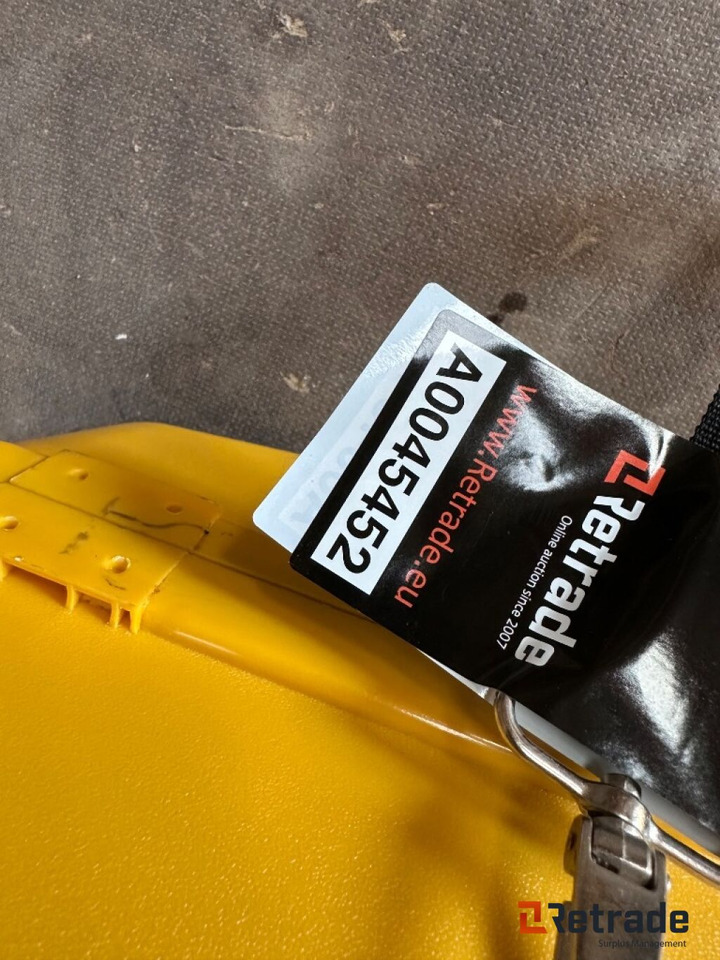 Retrade
Online auction since 2007
www.Retrade.eu
A0045452
Retrade
Surplus Management